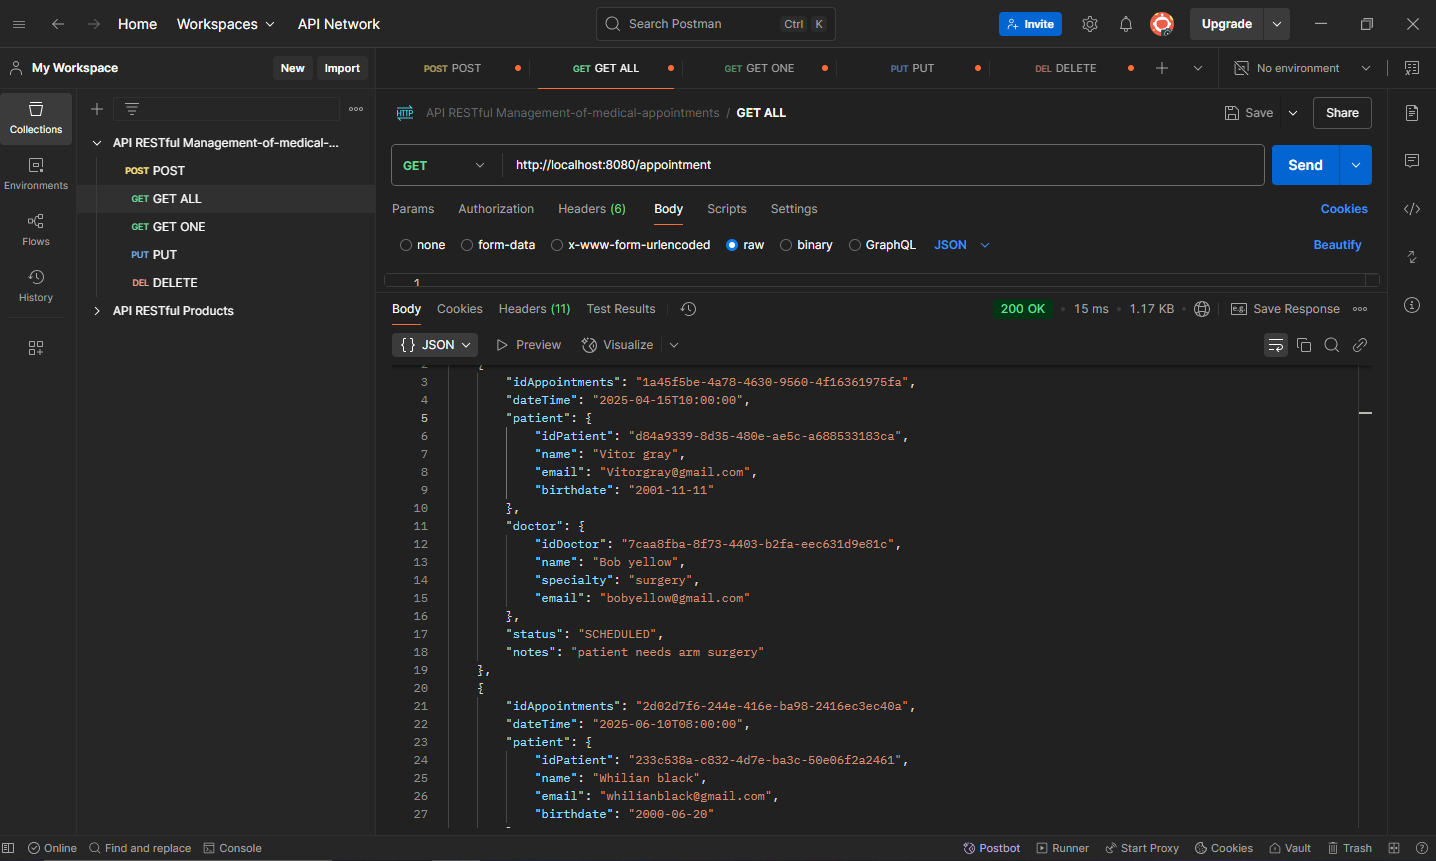 Home Workspaces API Network Search Postman Ctrl K Invite Upgrade
My Workspace New Import POST POST GET GET ALL GET GET ONE PUT PUT DEL DELETE No environment
Collections
Environments
Flows
History
API RESTful Management-of-medical-...
POST POST
GET GET ALL
GET GET ONE
PUT PUT
DEL DELETE
API RESTful Products
HTTP API RESTful Management-of-medical-appointments / GET ALL Save Share
GET http://localhost:8080/appointment Send
Params Authorization Headers (6) Body Scripts Settings Cookies
none form-data x-www-form-urlencoded raw binary GraphQL JSON Beautify
1
Body Cookies Headers (11) Test Results 200 OK 15 ms 1.17 KB e.g. Save Response
{} JSON Preview Visualize
2 {
3 "idAppointments": "1a45f5be-4a78-4630-9560-4f16361975fa",
4 "dateTime": "2025-04-15T10:00:00",
5 "patient": {
6 "idPatient": "d84a9339-8d35-480e-ae5c-a688533183ca",
7 "name": "Vitor gray",
8 "email": "Vitorgray@gmail.com",
9 "birthdate": "2001-11-11"
10 },
11 "doctor": {
12 "idDoctor": "7caa8fba-8f73-4403-b2fa-eec631d9e81c",
13 "name": "Bob yellow",
14 "specialty": "surgery",
15 "email": "bobyellow@gmail.com"
16 },
17 "status": "SCHEDULED",
18 "notes": "patient needs arm surgery"
19 },
20 {
21 "idAppointments": "2d02d7f6-244e-416e-ba98-2416ec3ec40a",
22 "dateTime": "2025-06-10T08:00:00",
23 "patient": {
24 "idPatient": "233c538a-c832-4d7e-ba3c-50e06f2a2461",
25 "name": "Whilian black",
26 "email": "whilianblack@gmail.com",
27 "birthdate": "2000-06-20"
Online Find and replace Console Postbot Runner Start Proxy Cookies Vault Trash